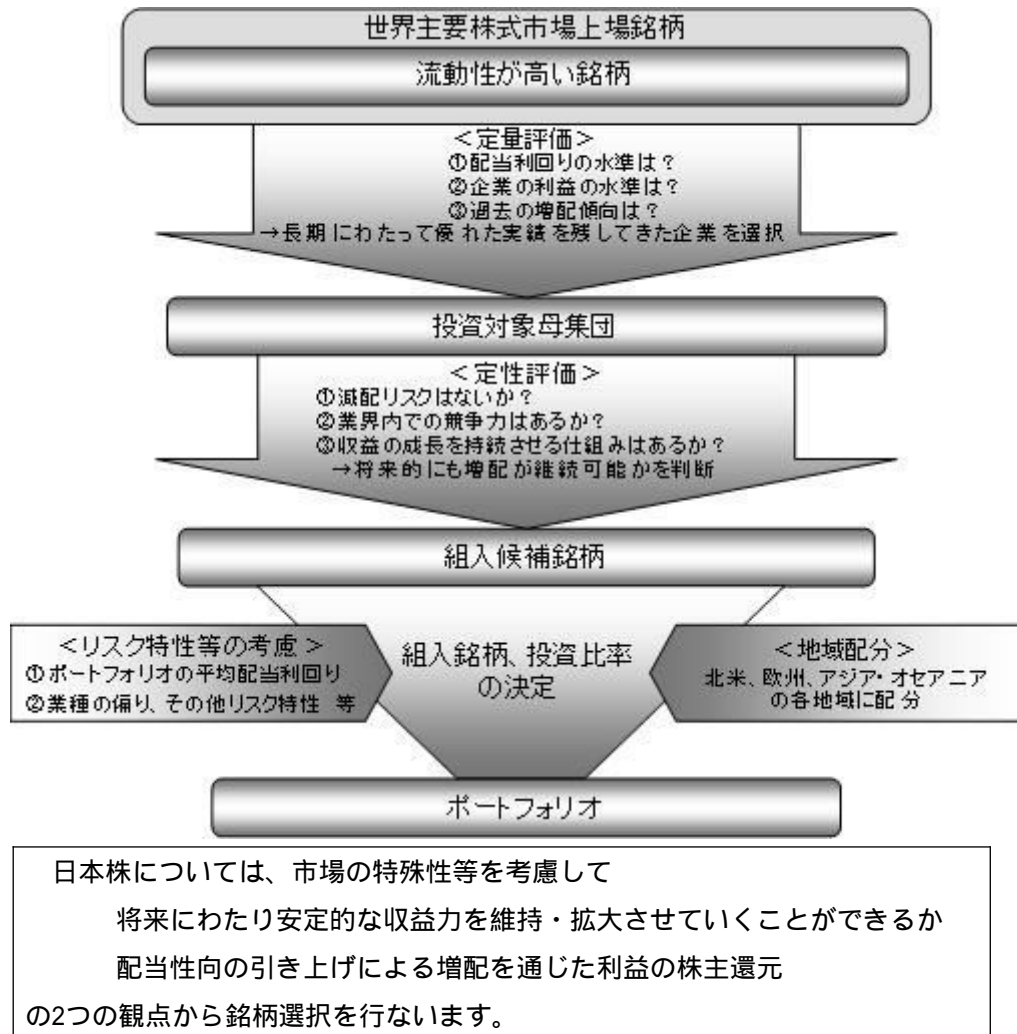 世界主要株式市場上場銘柄
流動性が高い銘柄
＜定量評価＞
①配当利回りの水準は？
②企業の利益の水準は？
③過去の増配傾向は？
→長期にわたって優れた実績を残してきた企業を選択
投資対象母集団
＜定性評価＞
①減配リスクはないか？
②業界内での競争力はあるか？
③収益の成長を持続させる仕組みはあるか？
→将来的にも増配が継続可能かを判断
組入候補銘柄
＜リスク特性等の考慮＞
①ポートフォリオの平均配当利回り
②業種の偏り、その他リスク特性 等
組入銘柄、投資比率
の決定
＜地域配分＞
北米、欧州、アジア・オセアニア
の各地域に配分
ポートフォリオ
日本株については、市場の特殊性等を考慮して
将来にわたり安定的な収益力を維持・拡大させていくことができるか
配当性向の引き上げによる増配を通じた利益の株主還元
の2つの観点から銘柄選択を行ないます。